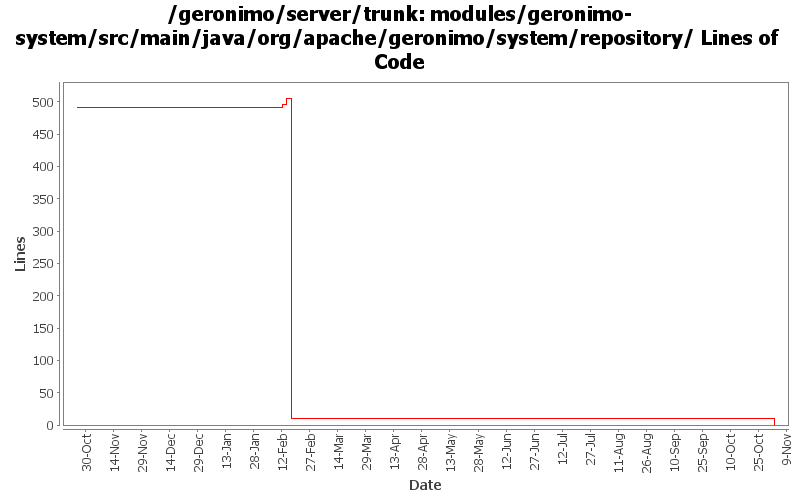 /geronimo/server/trunk: modules/geronimo-
system/src/main/java/org/apache/geronimo/system/repository/ Lines of
Code
500
450
400
350
300
250
200
150
100
50
0
Lines
30-Oct
14-Nov
29-Nov
14-Dec
29-Dec
13-Jan
28-Jan
12-Feb
27-Feb
14-Mar
29-Mar
13-Apr
28-Apr
13-May
28-May
12-Jun
27-Jun
12-Jul
27-Jul
11-Aug
26-Aug
10-Sep
25-Sep
10-Oct
25-Oct
9-Nov
Date